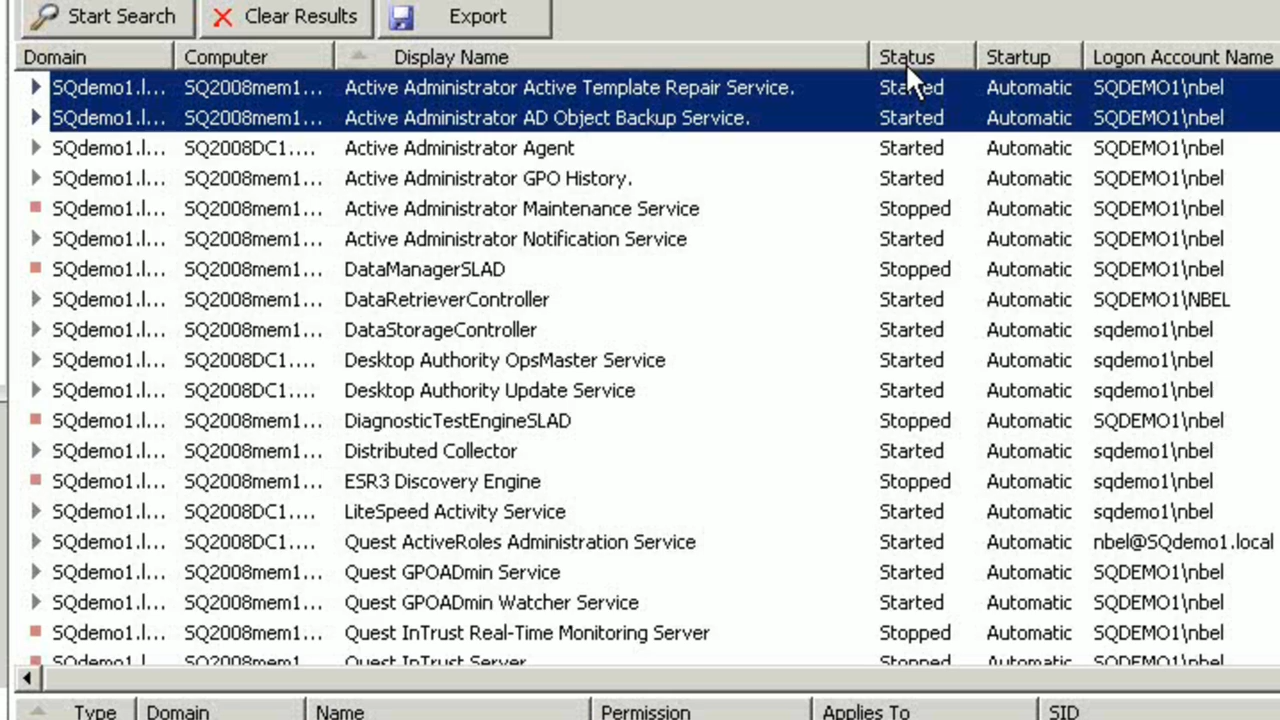 Start Search Clear Results Export
Domain Computer Display Name Status Startup Logon Account Name
SQdemo1.l... SQ2008mem1... Active Administrator Active Template Repair Service. Started Automatic SQDEMO1\nbel
SQdemo1.l... SQ2008mem1... Active Administrator AD Object Backup Service. Started Automatic SQDEMO1\nbel
SQdemo1.l... SQ2008DC1.... Active Administrator Agent Started Automatic SQDEMO1\nbel
SQdemo1.l... SQ2008mem1... Active Administrator GPO History. Started Automatic SQDEMO1\nbel
SQdemo1.l... SQ2008mem1... Active Administrator Maintenance Service Stopped Automatic SQDEMO1\nbel
SQdemo1.l... SQ2008mem1... Active Administrator Notification Service Started Automatic SQDEMO1\nbel
SQdemo1.l... SQ2008mem1... DataManagerSLAD Stopped Automatic SQDEMO1\nbel
SQdemo1.l... SQ2008mem1... DataRetrieverController Started Automatic SQDEMO1\NBEL
SQdemo1.l... SQ2008mem1... DataStorageController Started Automatic sqdemo1\nbel
SQdemo1.l... SQ2008DC1.... Desktop Authority OpsMaster Service Started Automatic sqdemo1\nbel
SQdemo1.l... SQ2008DC1.... Desktop Authority Update Service Started Automatic sqdemo1\nbel
SQdemo1.l... SQ2008mem1... DiagnosticTestEngineSLAD Stopped Automatic SQDEMO1\nbel
SQdemo1.l... SQ2008mem1... Distributed Collector Started Automatic sqdemo1\nbel
SQdemo1.l... SQ2008mem1... ESR3 Discovery Engine Stopped Automatic sqdemo1\nbel
SQdemo1.l... SQ2008mem1... LiteSpeed Activity Service Started Automatic sqdemo1\nbel
SQdemo1.l... SQ2008DC1.... Quest ActiveRoles Administration Service Started Automatic nbel@SQdemo1.local
SQdemo1.l... SQ2008mem1... Quest GPOADmin Service Started Automatic SQDEMO1\nbel
SQdemo1.l... SQ2008mem1... Quest GPOADmin Watcher Service Started Automatic SQDEMO1\nbel
SQdemo1.l... SQ2008mem1... Quest InTrust Real-Time Monitoring Server Stopped Automatic SQDEMO1\nbel
SQdemo1.l... SQ2008mem1... Quest InTrust Server Stopped Automatic SQDEMO1\nbel
Type Domain Name Permission Applies To SID